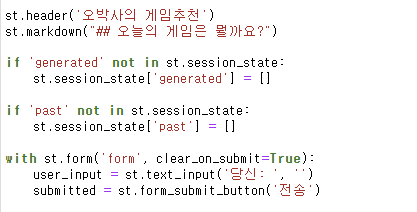 st.header('오박사의 게임추천')
st.markdown("## 오늘의 게임은 뭘까요?")
if 'generated' not in st.session_state:
    st.session_state['generated'] = []
if 'past' not in st.session_state:
    st.session_state['past'] = []
with st.form('form', clear_on_submit=True):
    user_input = st.text_input('당신: ', '')
    submitted = st.form_submit_button('전송')